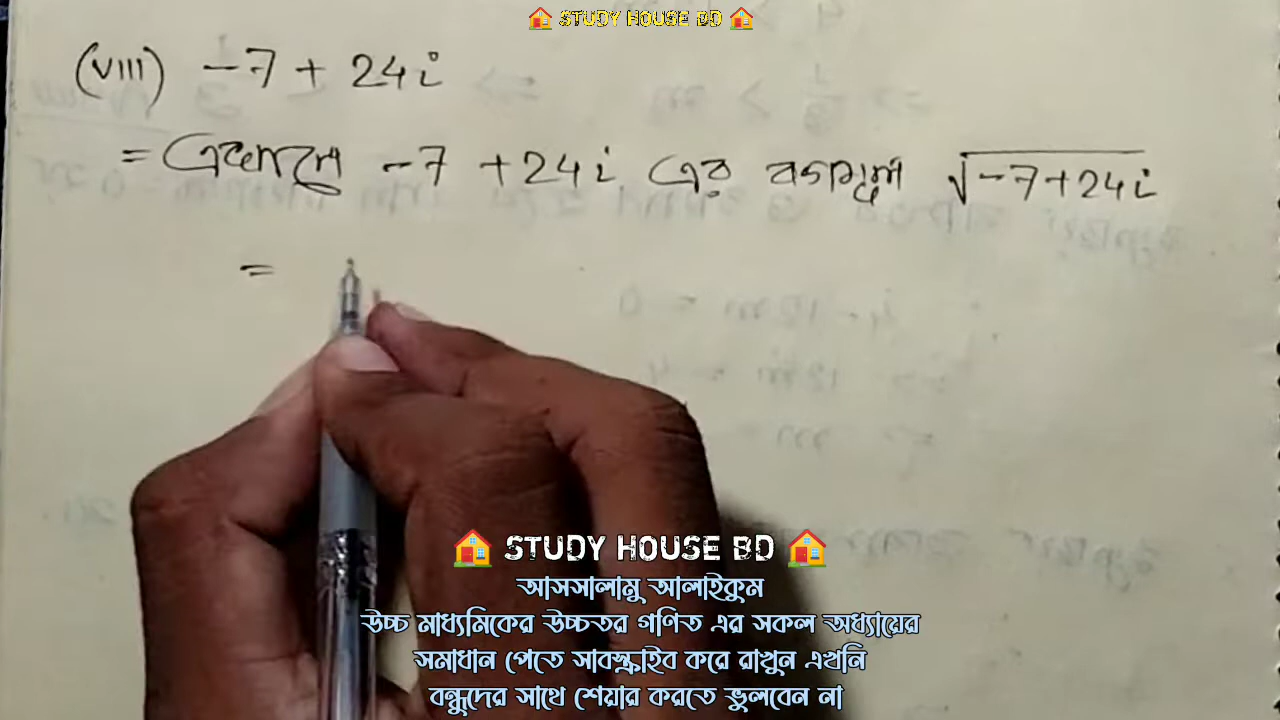 🏠 STUDY HOUSE BD 🏠
(VIII) -7 + 24i
= এখানে -7 + 24i এর বর্গমূল √-7+24i
=
🏠 STUDY HOUSE BD 🏠
আসসালামু আলাইকুম
উচ্চ মাধ্যমিকের উচ্চতর গণিত এর সকল অধ্যায়ের
সমাধান পেতে সাবস্ক্রাইব করে রাখুন এখনি
বন্ধুদের সাথে শেয়ার করতে ভুলবেন না